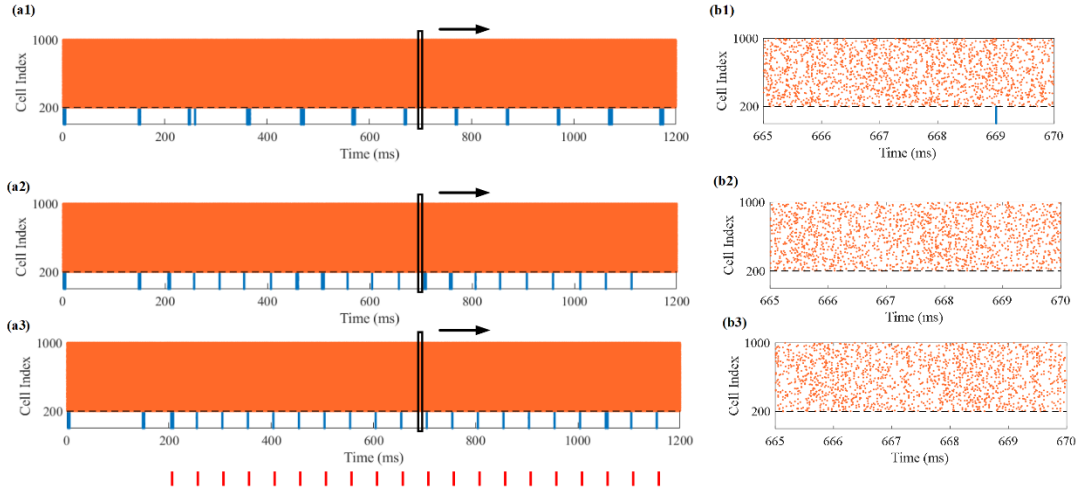 (a1)
1000
200
Cell Index
0 200 400 600 800 1000 1200
Time (ms)
(b1)
1000
200
Cell Index
665 666 667 668 669 670
Time (ms)
(a2)
1000
200
Cell Index
0 200 400 600 800 1000 1200
Time (ms)
(b2)
1000
200
Cell Index
665 666 667 668 669 670
Time (ms)
(a3)
1000
200
Cell Index
0 200 400 600 800 1000 1200
Time (ms)
(b3)
1000
200
Cell Index
665 666 667 668 669 670
Time (ms)